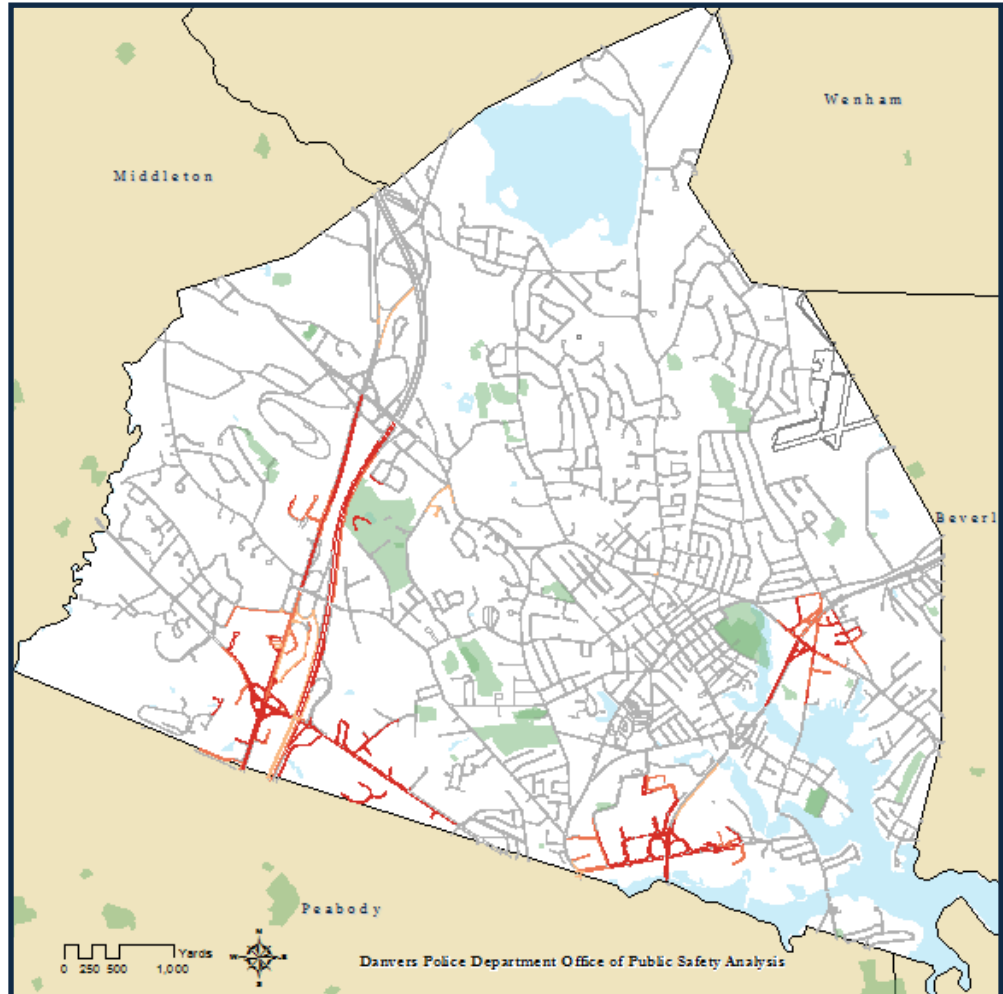 Wenham
Middleton
Beverl
Peabody
N
W
E
S
Yards
0 250 500 1,000
Danvers Police Department Office of Public Safety Analysis